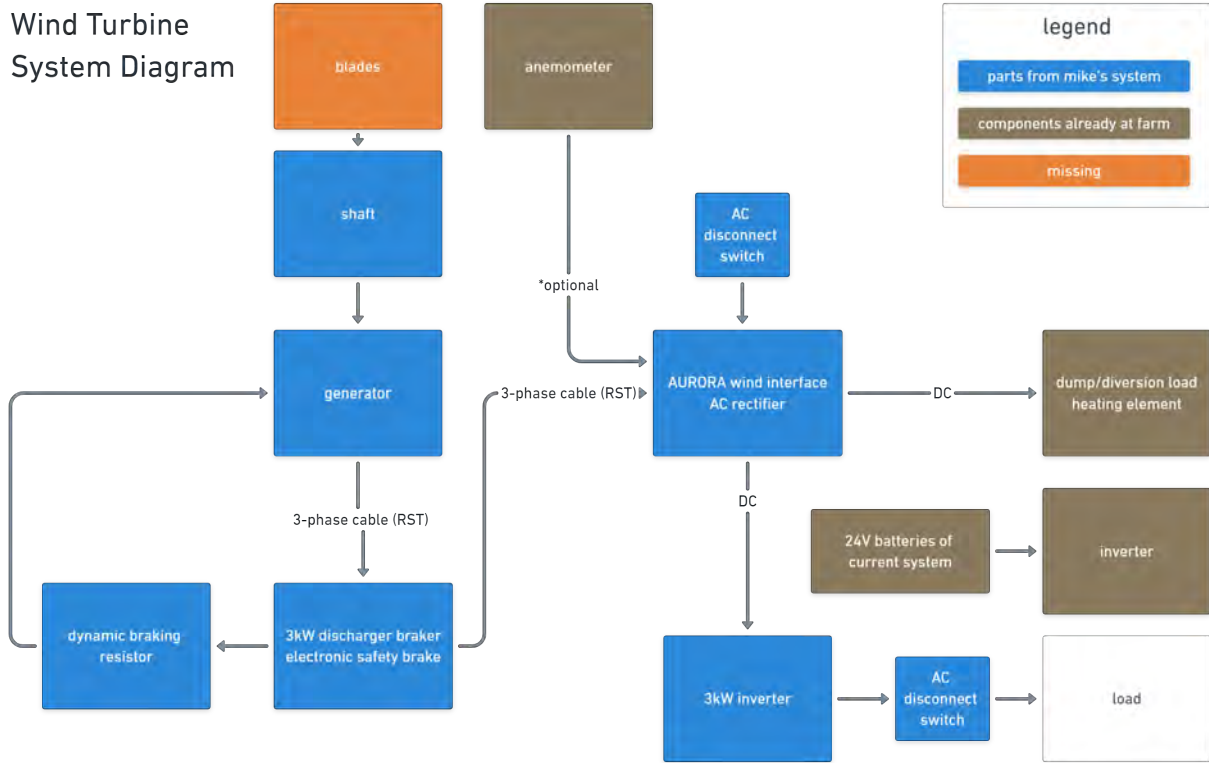 Wind Turbine
System Diagram
blades
anemometer
legend
parts from mike's system
components already at farm
missing
shaft
AC
disconnect
switch
*optional
generator
3-phase cable (RST)
AURORA wind interface
AC rectifier
DC
dump/diversion load
heating element
3-phase cable (RST)
DC
24V batteries of
current system
inverter
dynamic braking
resistor
3kW discharger braker
electronic safety brake
3kW inverter
AC
disconnect
switch
load